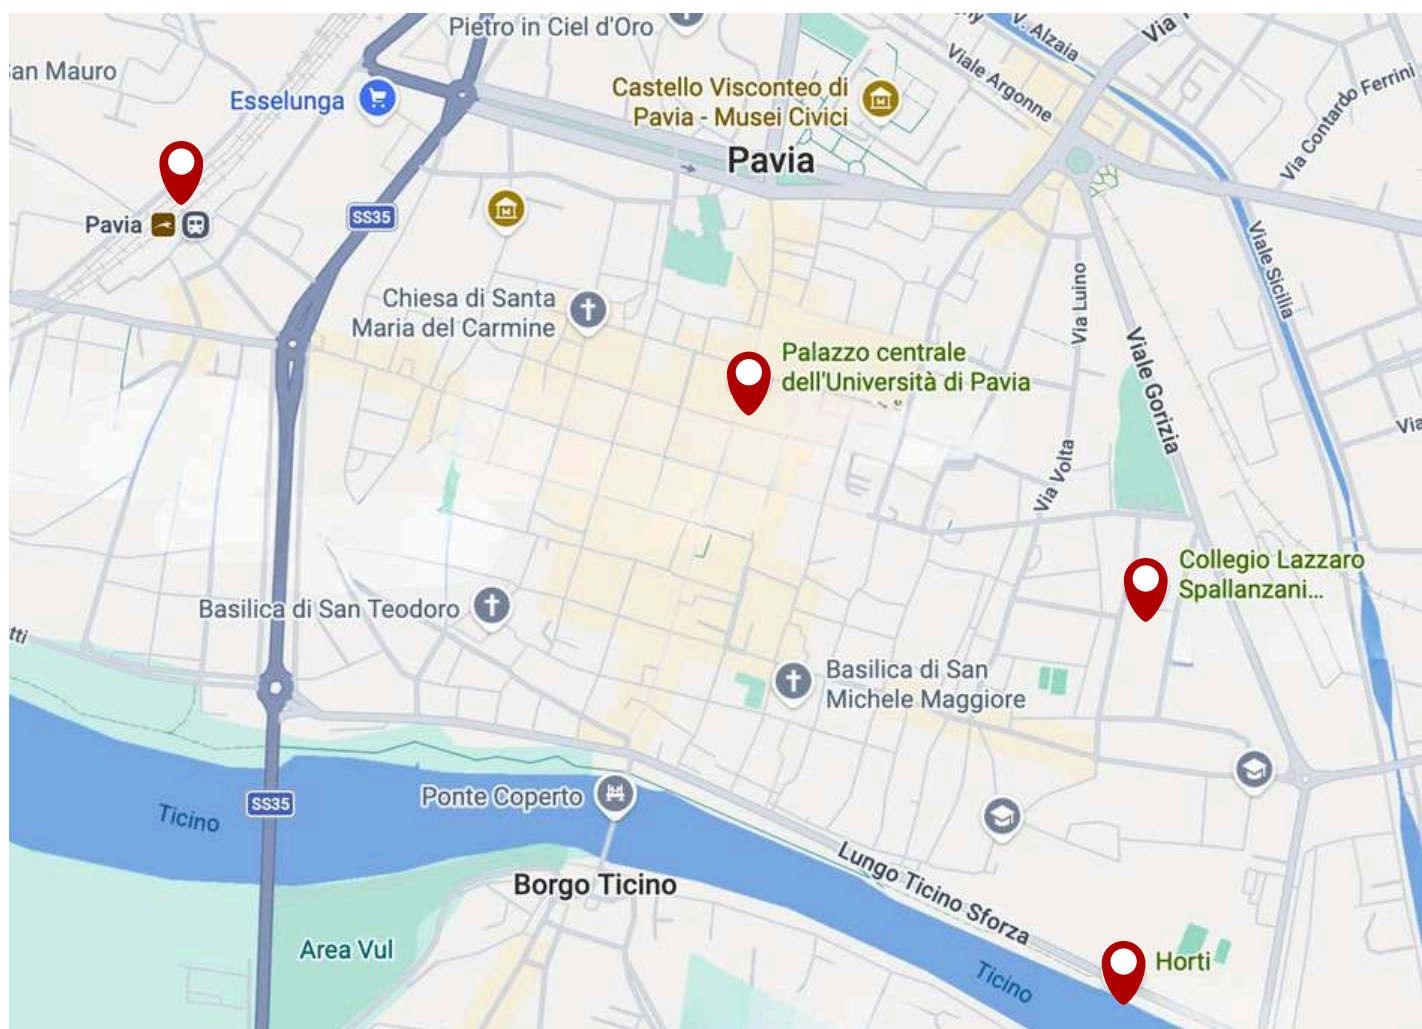 Pietro in Ciel d'Oro
V. Alzaia
Viale Argonne
an Mauro
Esselunga
Castello Visconteo di
Pavia - Musei Civici
Via Contardo Ferrini
Pavia
Pavia
SS35
Viale Sicilia
Via Luino
Chiesa di Santa
Maria del Carmine
Viale Gorizia
Palazzo centrale
dell'Università di Pavia
Via
Via Volta
Collegio Lazzaro
Spallanzani...
Basilica di San Teodoro
tti
Basilica di San
Michele Maggiore
Ponte Coperto
SS35
Ticino
Lungo Ticino Sforza
Borgo Ticino
Area Vul
Horti
Ticino